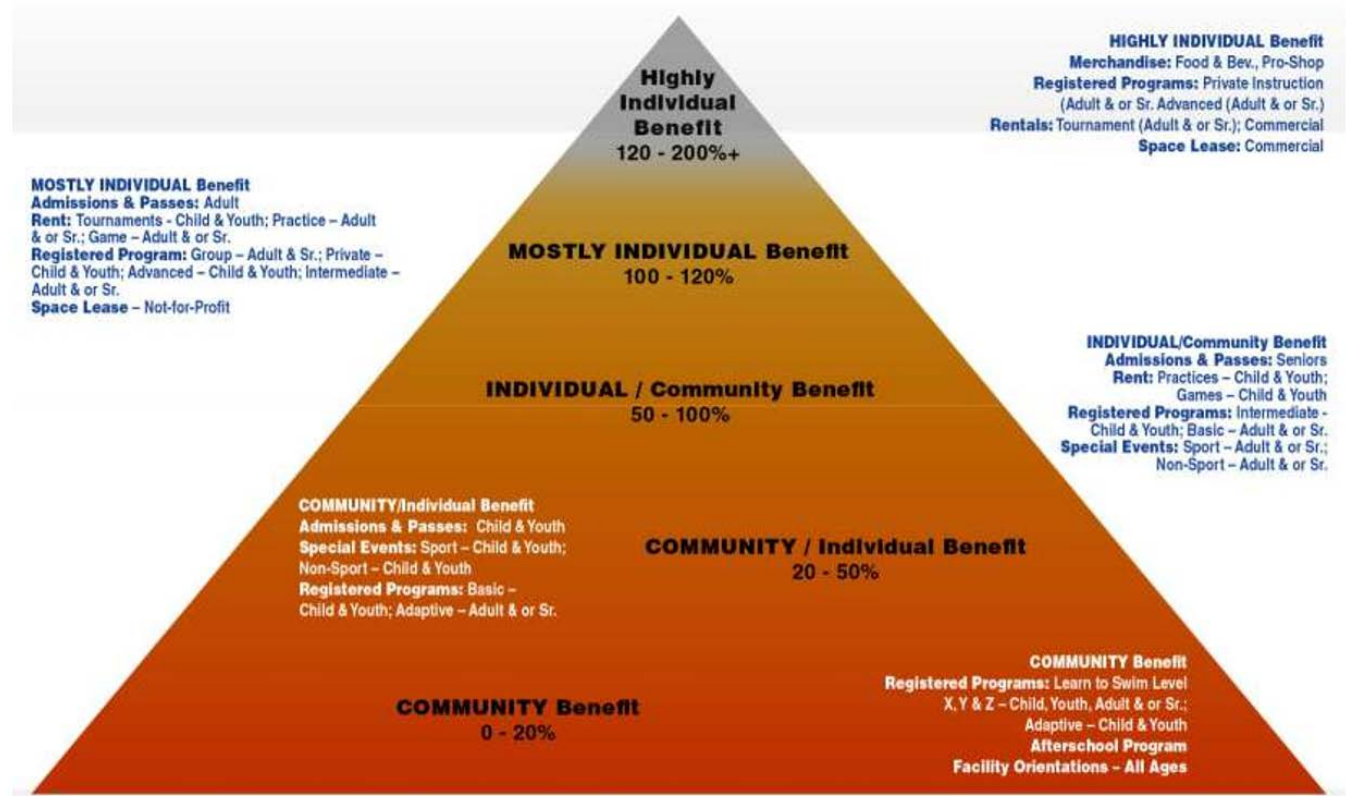 Highly
Individual
Benefit
120 - 200%+
HIGHLY INDIVIDUAL Benefit
Merchandise: Food & Bev., Pro-Shop
Registered Programs: Private Instruction
(Adult & or Sr. Advanced (Adult & or Sr.)
Rentals: Tournament (Adult & or Sr.); Commercial
Space Lease: Commercial
MOSTLY INDIVIDUAL Benefit
Admissions & Passes: Adult
Rent: Tournaments - Child & Youth; Practice – Adult
& or Sr.; Game – Adult & or Sr.
Registered Program: Group – Adult & Sr.; Private –
Child & Youth; Advanced – Child & Youth; Intermediate –
Adult & or Sr.
Space Lease – Not-for-Profit
MOSTLY INDIVIDUAL Benefit
100 - 120%
INDIVIDUAL/Community Benefit
Admissions & Passes: Seniors
Rent: Practices – Child & Youth;
Games – Child & Youth
Registered Programs: Intermediate -
Child & Youth; Basic – Adult & or Sr.
Special Events: Sport – Adult & or Sr.;
Non-Sport – Adult & or Sr.
INDIVIDUAL / Community Benefit
50 - 100%
COMMUNITY/Individual Benefit
Admissions & Passes: Child & Youth
Special Events: Sport – Child & Youth;
Non-Sport – Child & Youth
Registered Programs: Basic –
Child & Youth; Adaptive – Adult & or Sr.
COMMUNITY / Individual Benefit
20 - 50%
COMMUNITY Benefit
0 - 20%
COMMUNITY Benefit
Registered Programs: Learn to Swim Level
X, Y & Z – Child, Youth, Adult & or Sr.;
Adaptive – Child & Youth
Afterschool Program
Facility Orientations – All Ages